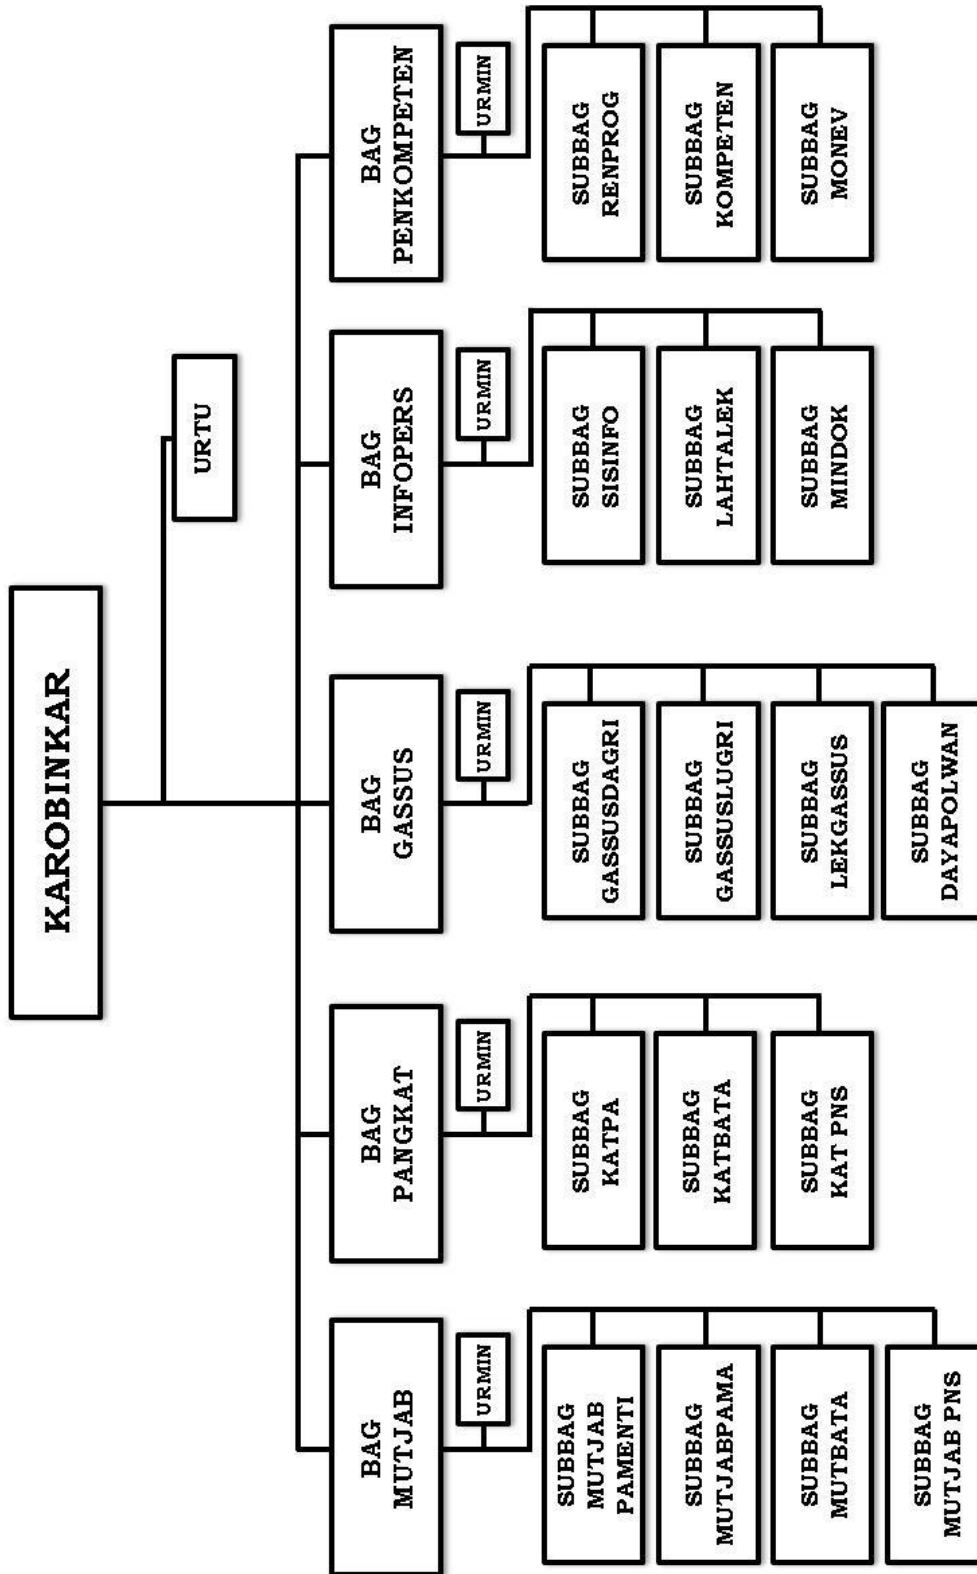 KAROBINKAR
URTU
BAG
MUTJAB
URMIN
SUBBAG
MUTJAB
PAMENTI
SUBBAG
MUTJABPAMA
SUBBAG
MUTBATA
SUBBAG
MUTJAB PNS
BAG
PANGKAT
URMIN
SUBBAG
KATPA
SUBBAG
KATBATA
SUBBAG
KAT PNS
BAG
GASSUS
URMIN
SUBBAG
GASSUSDAGRI
SUBBAG
GASSUSLUGRI
SUBBAG
LEKGASSUS
SUBBAG
DAYAPOLWAN
BAG
INFOPERS
URMIN
SUBBAG
SISINFO
SUBBAG
LAHTALEK
SUBBAG
MINDOK
BAG
PENKOMPETEN
URMIN
SUBBAG
RENPROG
SUBBAG
KOMPETEN
SUBBAG
MONEV